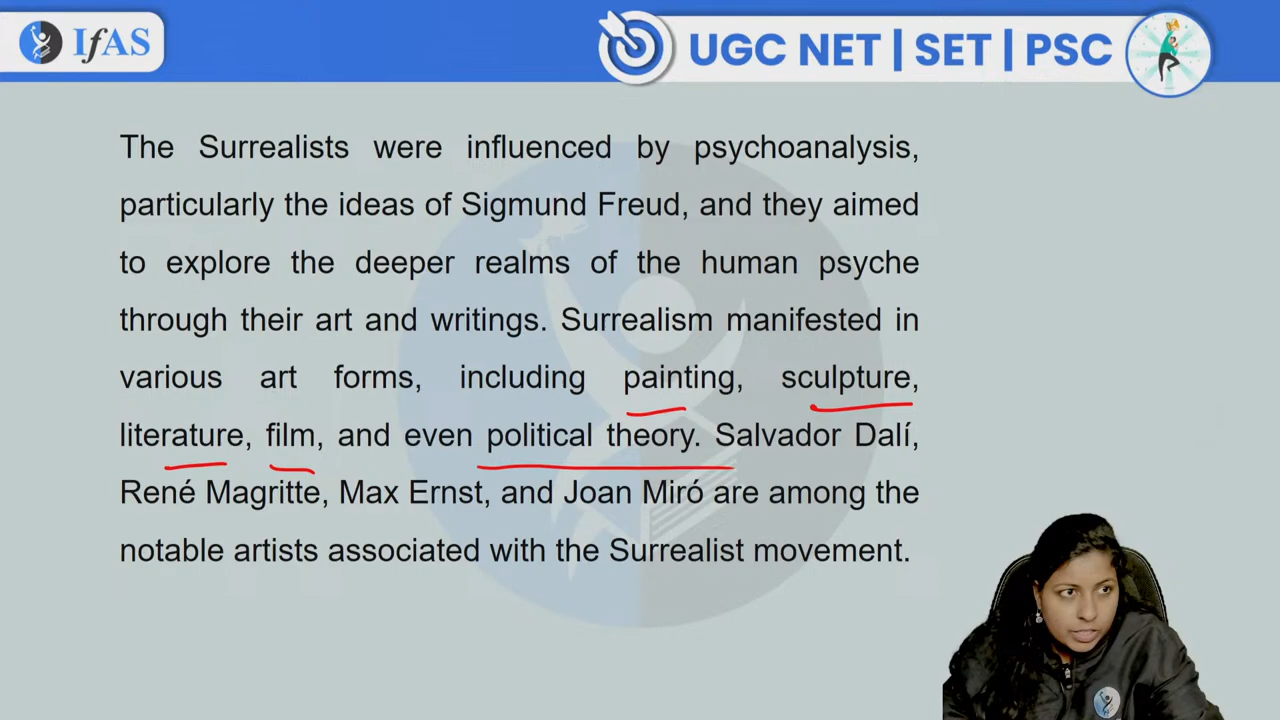 IfAS
UGC NET | SET | PSC
The Surrealists were influenced by psychoanalysis,
particularly the ideas of Sigmund Freud, and they aimed
to explore the deeper realms of the human psyche
through their art and writings. Surrealism manifested in
various art forms, including painting, sculpture,
literature, film, and even political theory. Salvador Dalí,
René Magritte, Max Ernst, and Joan Miró are among the
notable artists associated with the Surrealist movement.